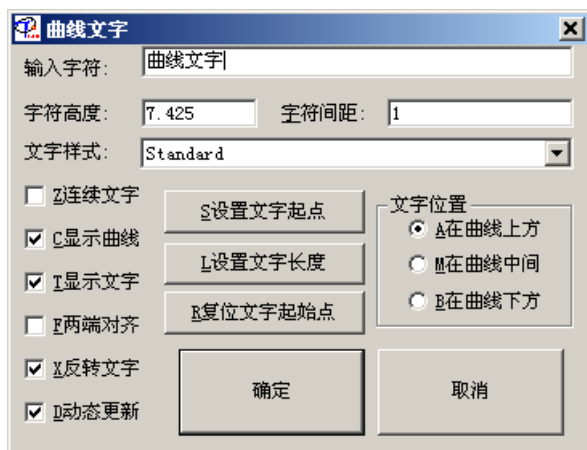 曲线文字
输入字符: 曲线文字
字符高度: 7.425 字符间距: 1
文字样式: Standard
Z连续文字
C显示曲线
T显示文字
F两端对齐
X反转文字
D动态更新
S设置文字起点
L设置文字长度
R复位文字起始点
文字位置
A在曲线上方
M在曲线中间
B在曲线下方
确定
取消